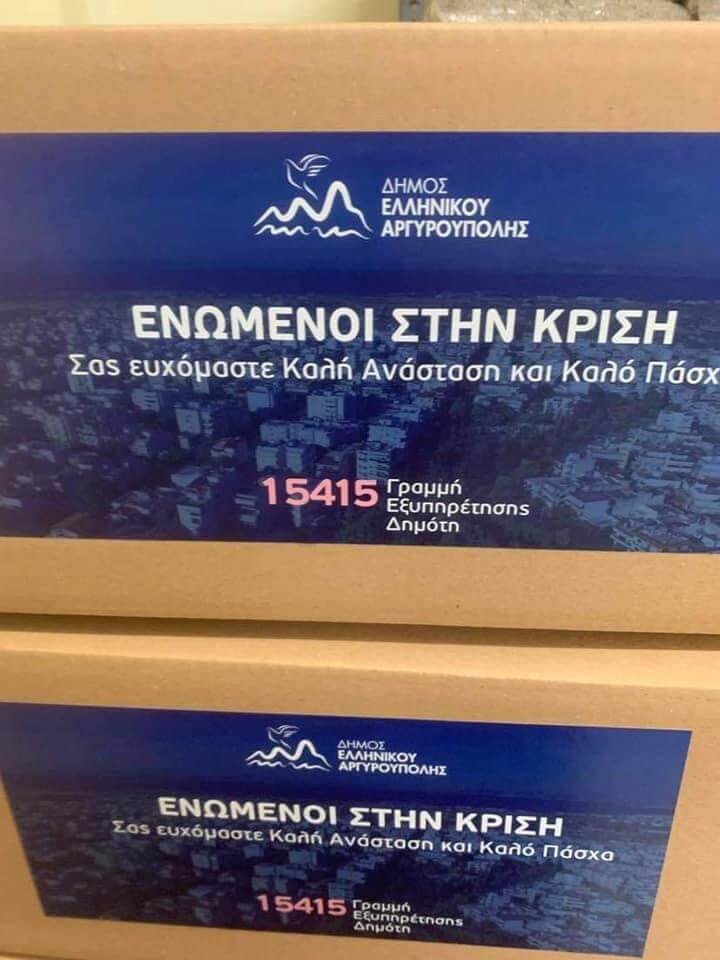 ΔΗΜΟΣ
ΕΛΛΗΝΙΚΟΥ
ΑΡΓΥΡΟΥΠΟΛΗΣ
ΕΝΩΜΕΝΟΙ ΣΤΗΝ ΚΡΙΣΗ
Σας ευχόμαστε Καλή Ανάσταση και Καλό Πάσχ
15415 Γραμμή
Εξυπηρέτησης
Δημότη
ΔΗΜΟΣ
ΕΛΛΗΝΙΚΟΥ
ΑΡΓΥΡΟΥΠΟΛΗΣ
ΕΝΩΜΕΝΟΙ ΣΤΗΝ ΚΡΙΣΗ
Σας ευχόμαστε Καλή Ανάσταση και Καλό Πάσχα
15415 Γραμμή
Εξυπηρέτησης
Δημότη